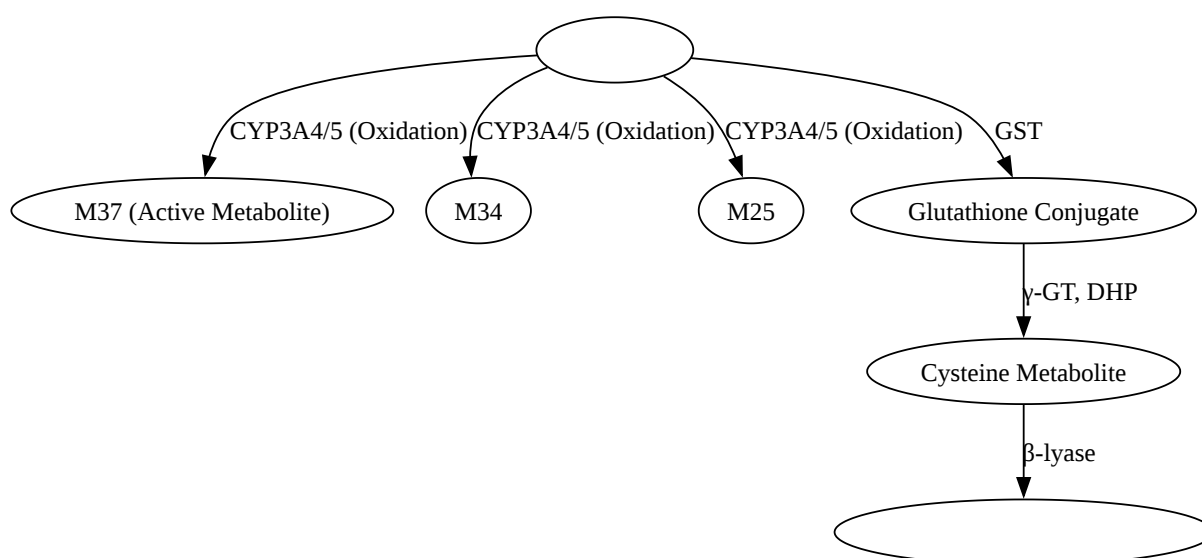 CYP3A4/5 (Oxidation)
CYP3A4/5 (Oxidation)
CYP3A4/5 (Oxidation)
GST
M37 (Active Metabolite)
M34
M25
Glutathione Conjugate
γ-GT, DHP
Cysteine Metabolite
β-lyase